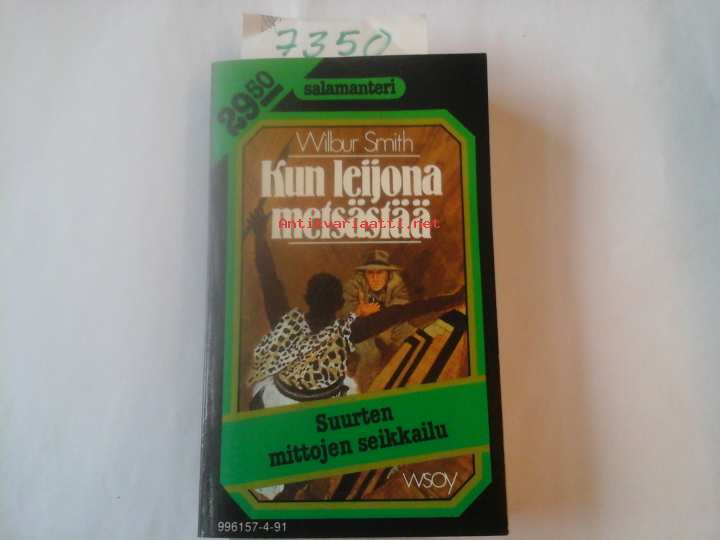 7350
29 50
salamanteri
Wilbur Smith
Kun leijona
metsästää
Antikvariaatti.net
Suurten
mittojen seikkailu
WSOY
996157-4-91